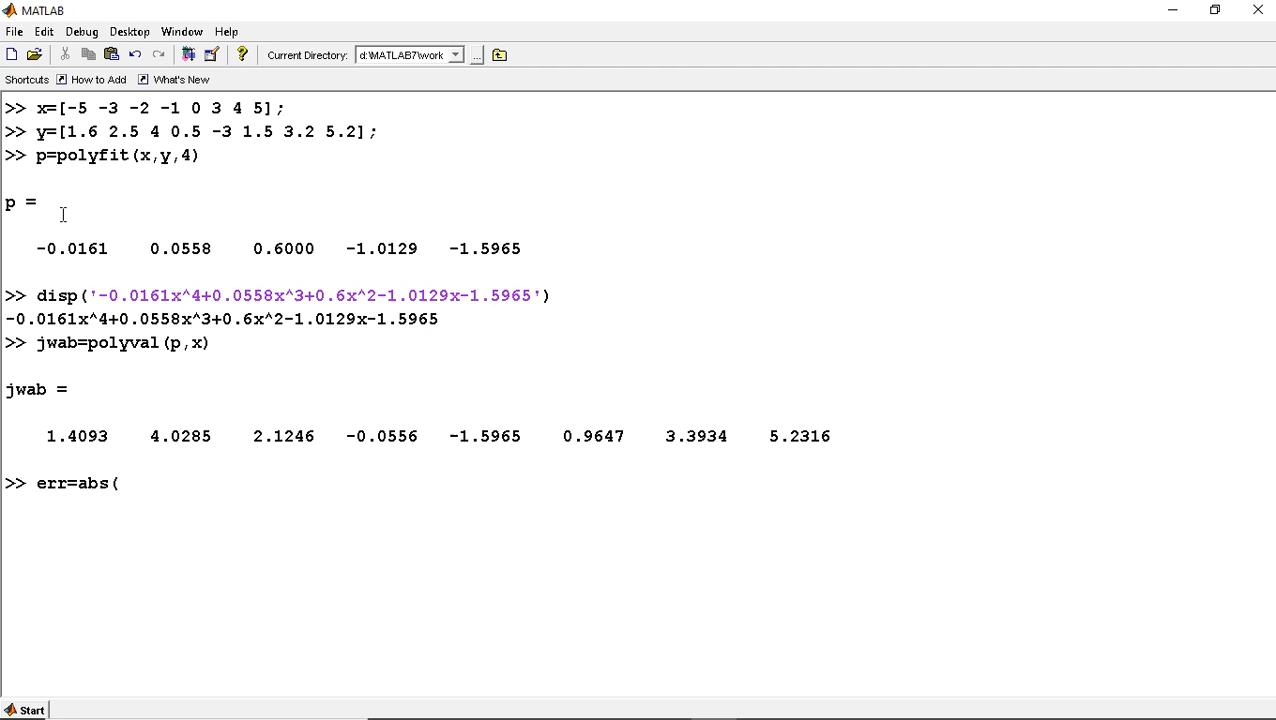 MATLAB
File Edit Debug Desktop Window Help
Current Directory: d:\MATLAB7\work ...
Shortcuts How to Add What's New
>> x=[-5 -3 -2 -1 0 3 4 5];
>> y=[1.6 2.5 4 0.5 -3 1.5 3.2 5.2];
>> p=polyfit(x,y,4)
p =
-0.0161 0.0558 0.6000 -1.0129 -1.5965
>> disp('-0.0161x^4+0.0558x^3+0.6x^2-1.0129x-1.5965')
-0.0161x^4+0.0558x^3+0.6x^2-1.0129x-1.5965
>> jwab=polyval(p,x)
jwab =
1.4093 4.0285 2.1246 -0.0556 -1.5965 0.9647 3.3934 5.2316
>> err=abs(
Start